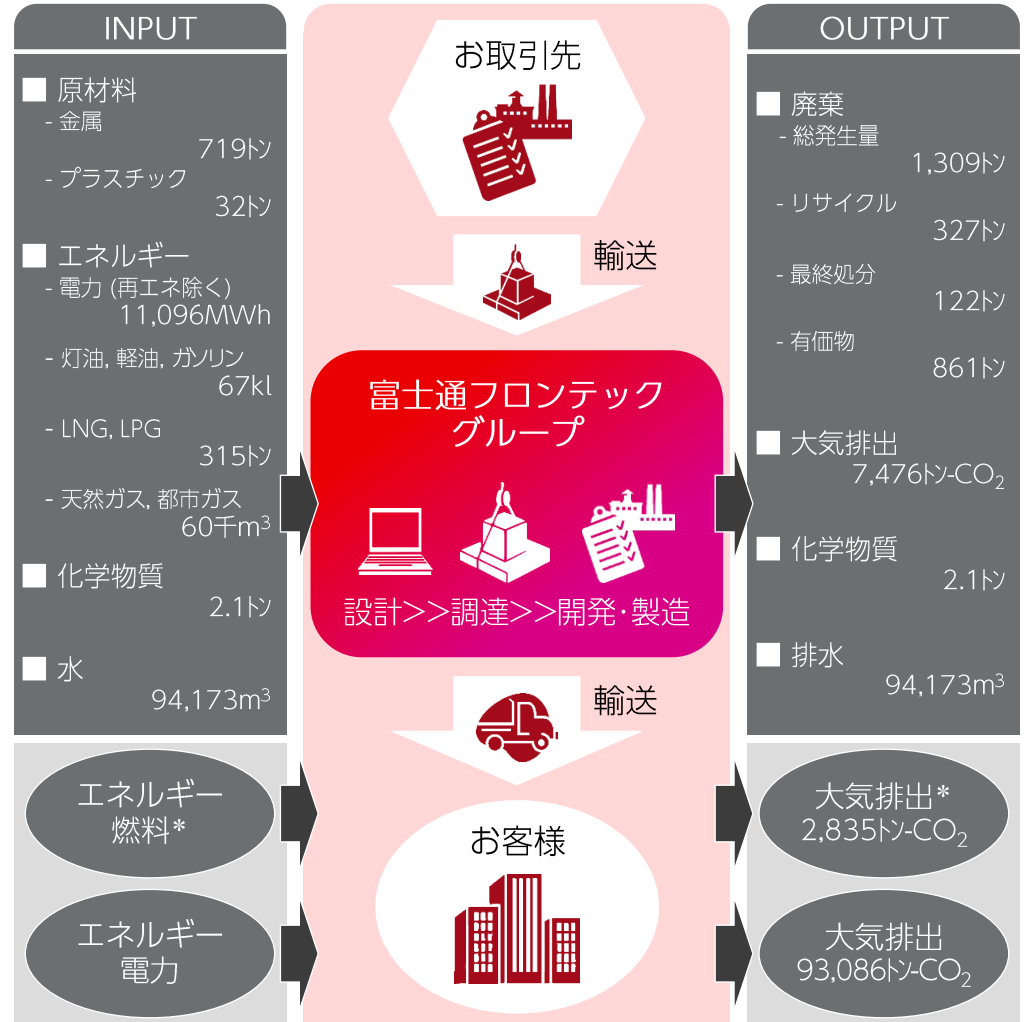 INPUT
■ 原材料
- 金属
719トン
- プラスチック
32トン
■ エネルギー
- 電力 (再エネ除く)
11,096MWh
- 灯油, 軽油, ガソリン
67kl
- LNG, LPG
315トン
- 天然ガス, 都市ガス
60千m³
■ 化学物質
2.1トン
■ 水
94,173m³
エネルギー
燃料*
エネルギー
電力
お取引先
輸送
富士通フロンテック
グループ
設計>>調達>>開発・製造
輸送
お客様
OUTPUT
■ 廃棄
- 総発生量
1,309トン
- リサイクル
327トン
- 最終処分
122トン
- 有価物
861トン
■ 大気排出
7,476トン-CO₂
■ 化学物質
2.1トン
■ 排水
94,173m³
大気排出*
2,835トン-CO₂
大気排出
93,086トン-CO₂